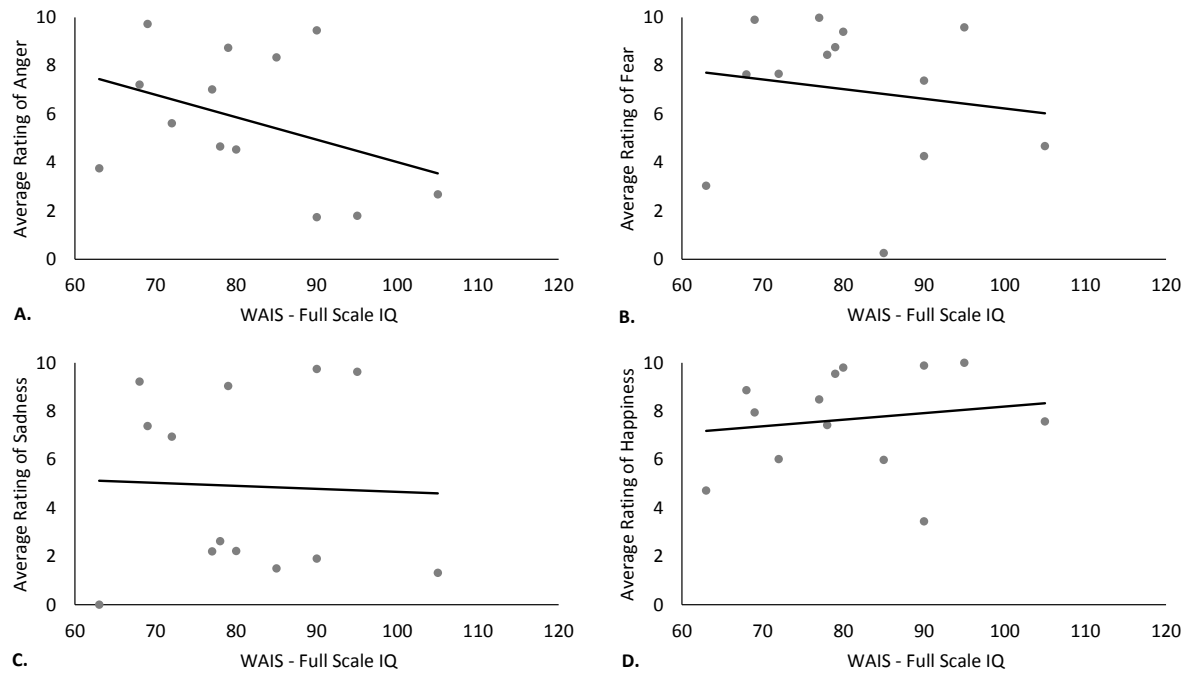 Average Rating of Anger
10
8
6
4
2
0
60 70 80 90 100 110 120
A. WAIS - Full Scale IQ
Average Rating of Fear
10
8
6
4
2
0
60 70 80 90 100 110 120
B. WAIS - Full Scale IQ
Average Rating of Sadness
10
8
6
4
2
0
60 70 80 90 100 110 120
C. WAIS - Full Scale IQ
Average Rating of Happiness
10
8
6
4
2
0
60 70 80 90 100 110 120
D. WAIS - Full Scale IQ